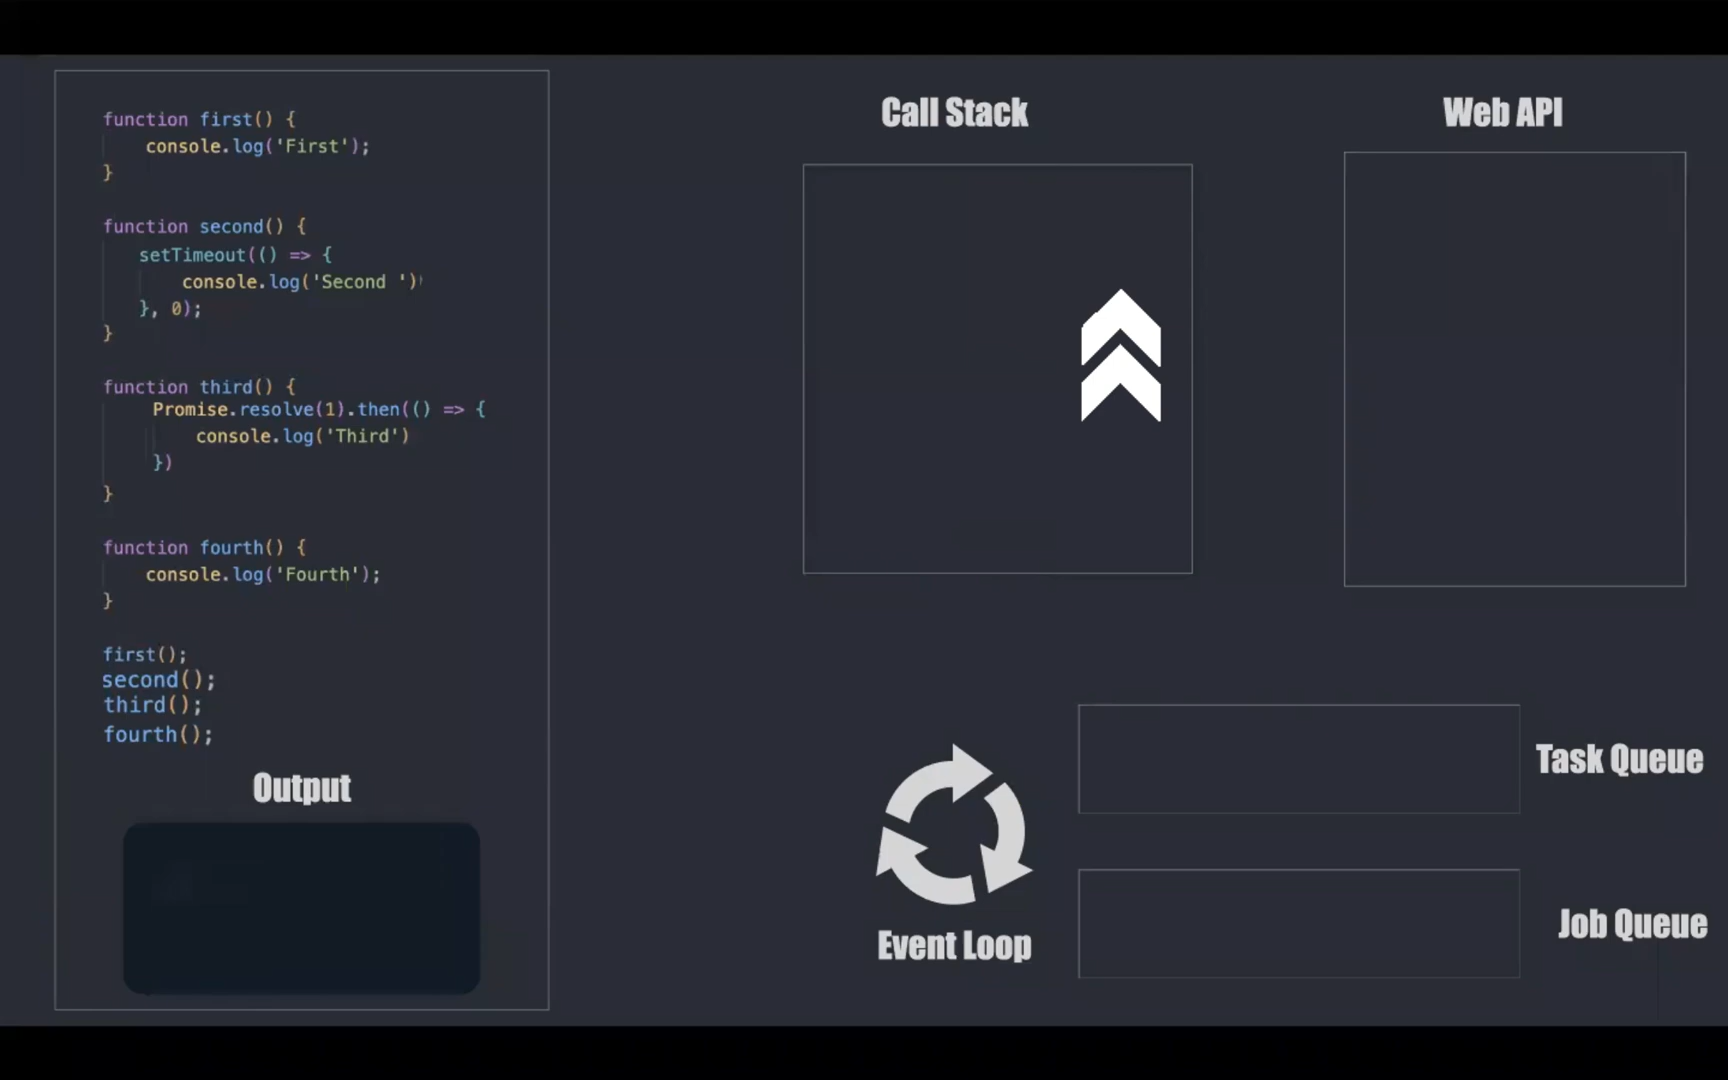 function first() {
console.log('First');
}
function second() {
setTimeout(() => {
console.log('Second ')
}, 0);
}
function third() {
Promise.resolve(1).then(() => {
console.log('Third')
})
}
function fourth() {
console.log('Fourth');
}
first();
second();
third();
fourth();
Output
Call Stack
Web API
Event Loop
Task Queue
Job Queue